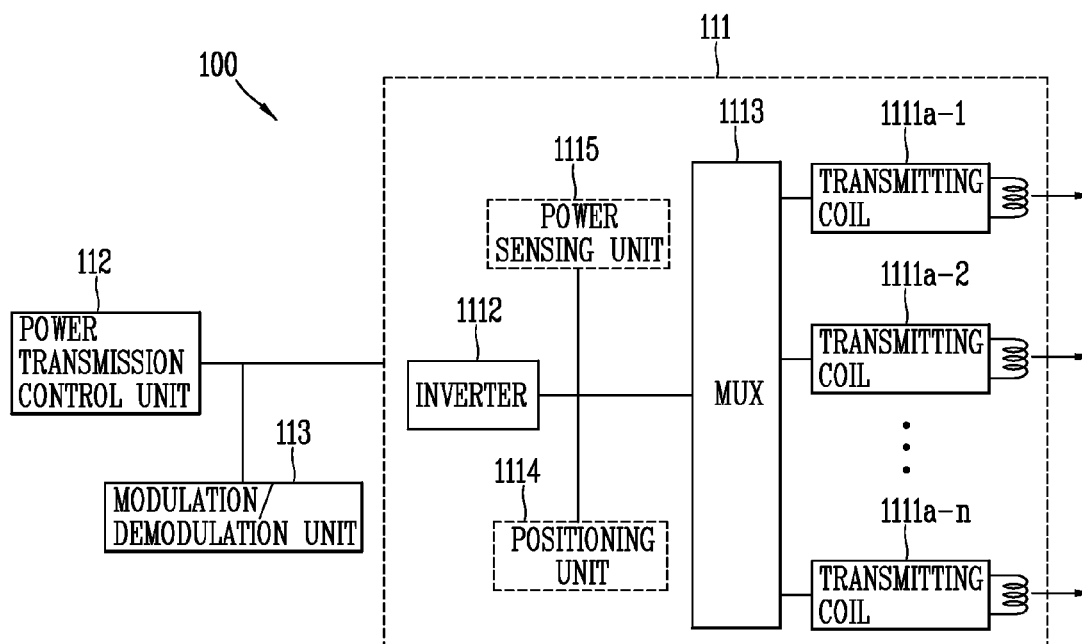 111
100
1113
1111a-1
1115
TRANSMITTING
COIL
POWER
SENSING UNIT
112
1112
1111a-2
POWER
TRANSMISSION
CONTROL UNIT
TRANSMITTING
COIL
INVERTER
MUX
113
1114
MODULATION/
DEMODULATION UNIT
1111a-n
POSITIONING
UNIT
TRANSMITTING
COIL